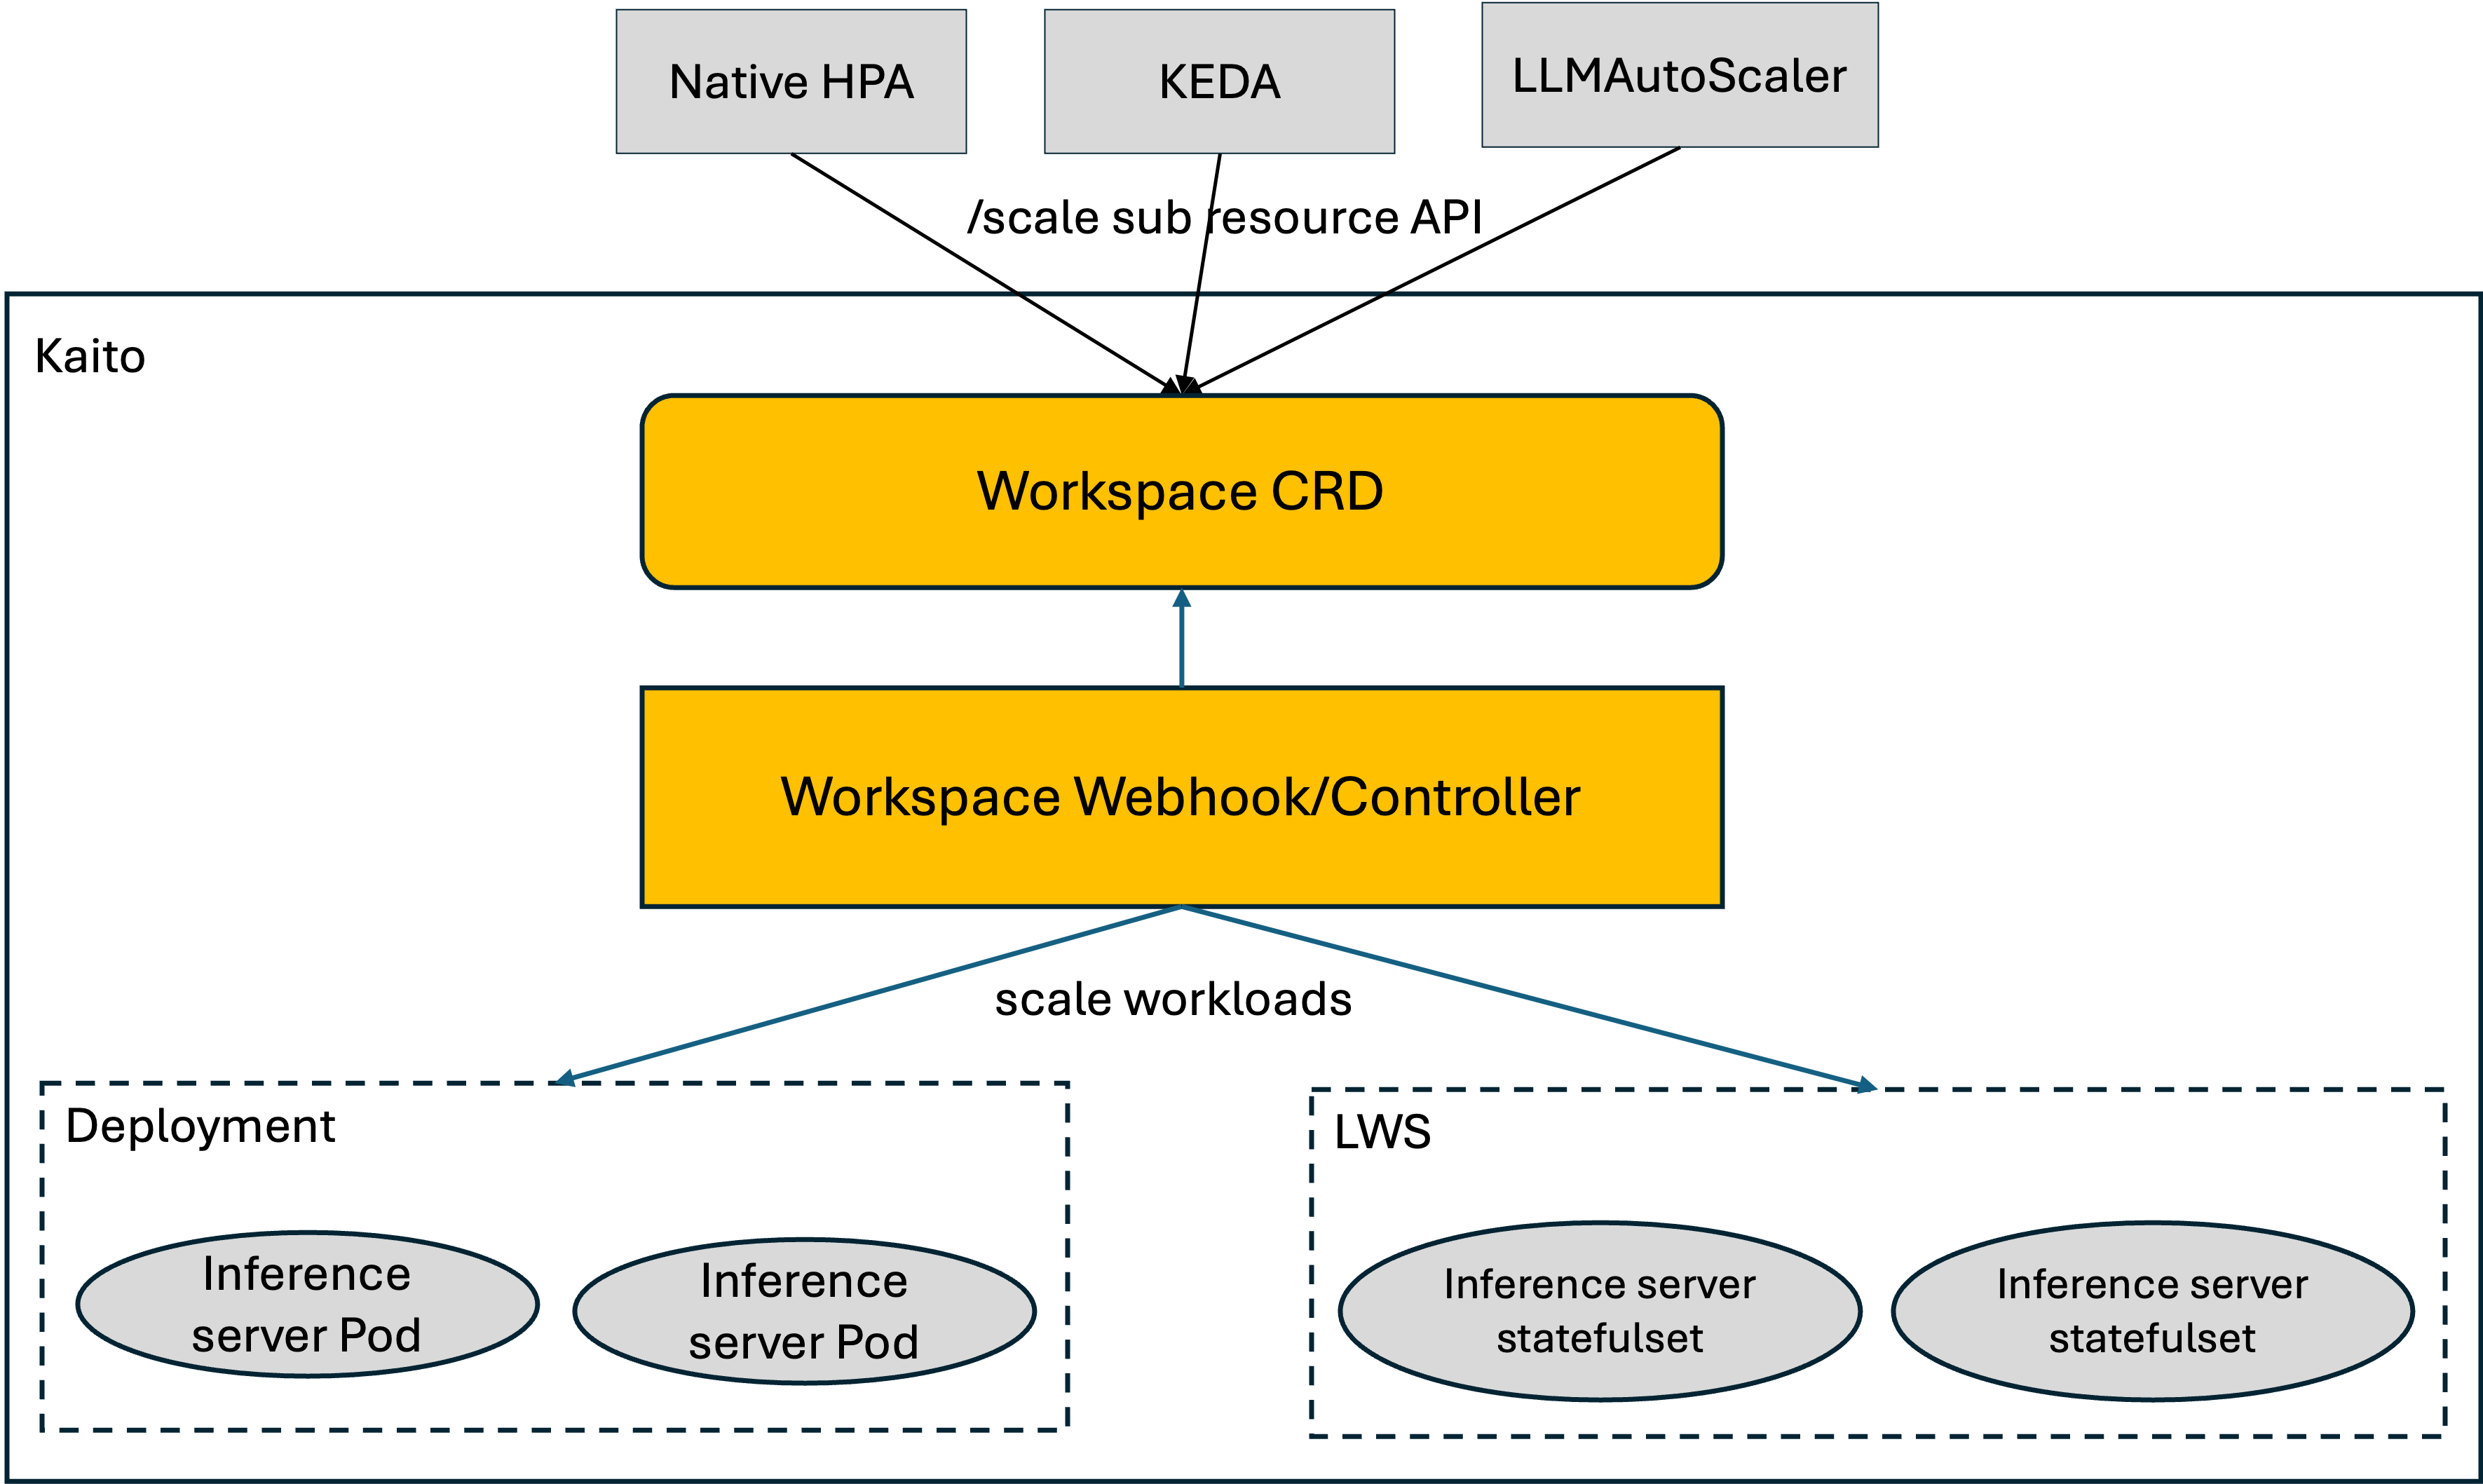 Native HPA
KEDA
LLMAutoScaler
/scale sub resource API
Kaito
Workspace CRD
Workspace Webhook/Controller
scale workloads
Deployment
Inference
server Pod
Inference
server Pod
LWS
Inference server
statefulset
Inference server
statefulset